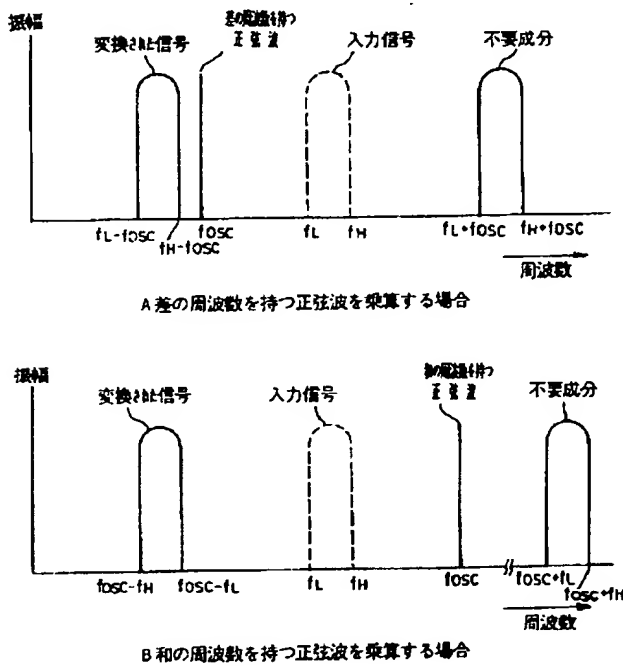 振幅
変換された信号
差の周波数を持つ
正弦波
入力信号
不要成分
fL-fOSC
fH-fOSC
fOSC
fL
fH
fL+fOSC
fH+fOSC
周波数
A 差の周波数を持つ正弦波を乗算する場合
振幅
変換された信号
入力信号
和の周波数を持つ
正弦波
不要成分
fOSC-fH
fOSC-fL
fL
fH
fOSC
fOSC+fL
fOSC+fH
周波数
B 和の周波数を持つ正弦波を乗算する場合